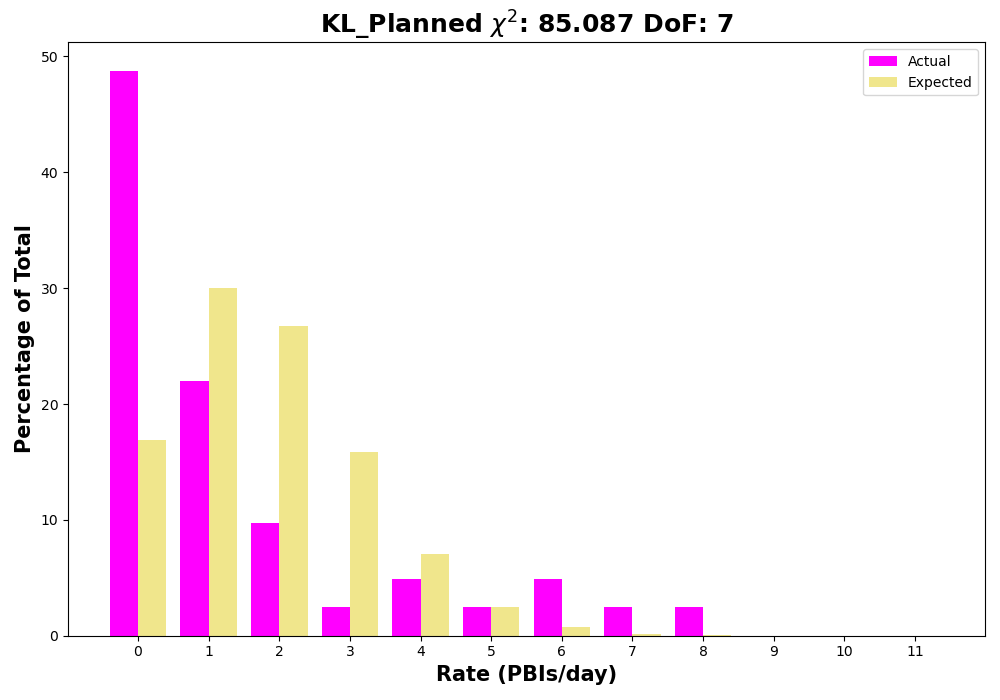 KL_Planned χ²: 85.087 DoF: 7
Actual
Expected
Percentage of Total
50
40
30
20
10
0
0 1 2 3 4 5 6 7 8 9 10 11
Rate (PBIs/day)